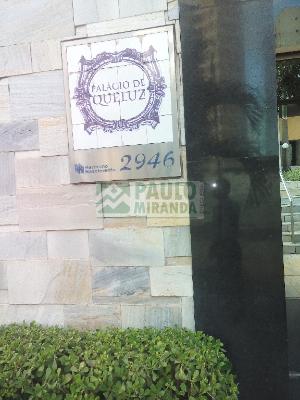 PALÁCIO DE
QUELUZ
2946
PAULO
MIRANDA